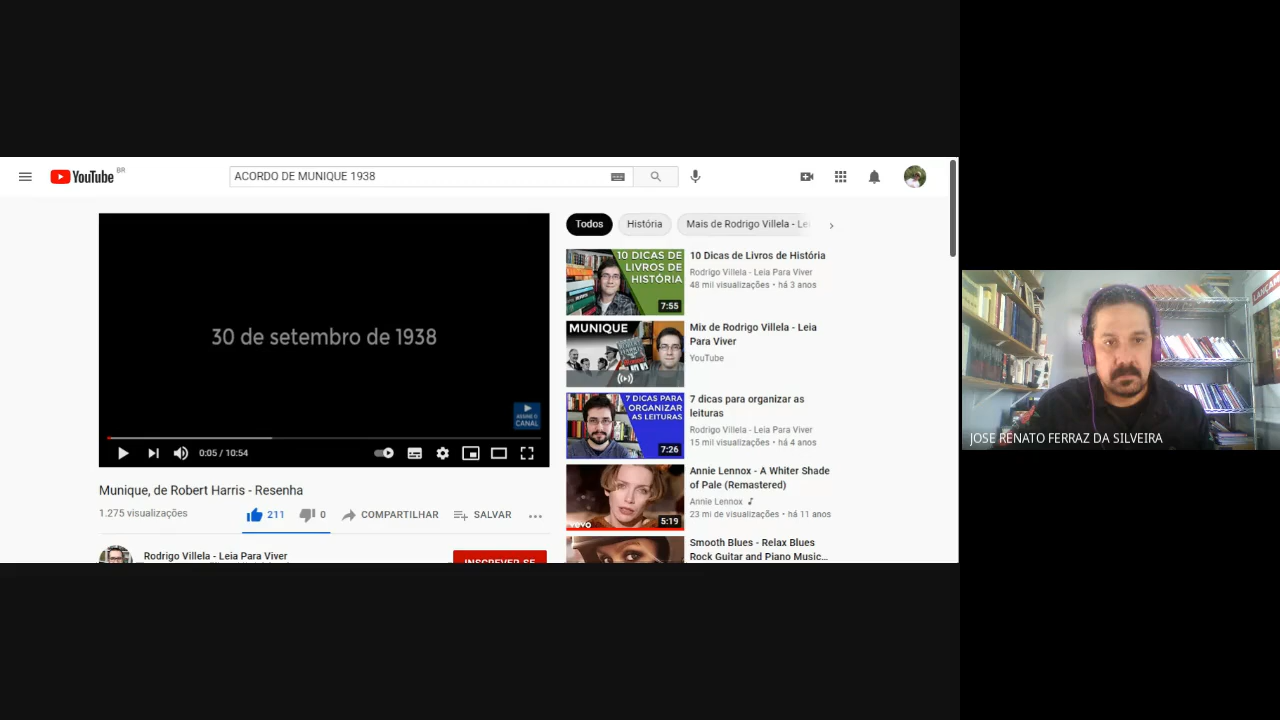 YouTube BR
ACORDO DE MUNIQUE 1938
30 de setembro de 1938
ASSINE O
CANAL
0:05 / 10:54
Munique, de Robert Harris - Resenha
1.275 visualizações
211
0
COMPARTILHAR
SALVAR
Rodrigo Villela - Leia Para Viver
INSCREVER-SE
Todos
História
Mais de Rodrigo Villela - Lei
10 DICAS DE
LIVROS DE
HISTÓRIA
7:55
10 Dicas de Livros de História
Rodrigo Villela - Leia Para Viver
48 mil visualizações • há 3 anos
MUNIQUE
Mix de Rodrigo Villela - Leia
Para Viver
YouTube
7 DICAS PARA
ORGANIZAR
AS LEITURAS
7:26
7 dicas para organizar as
leituras
Rodrigo Villela - Leia Para Viver
15 mil visualizações • há 4 anos
vevo
5:19
Annie Lennox - A Whiter Shade
of Pale (Remastered)
Annie Lennox
23 mi de visualizações • há 11 anos
Smooth Blues - Relax Blues
Rock Guitar and Piano Music...
JOSE RENATO FERRAZ DA SILVEIRA